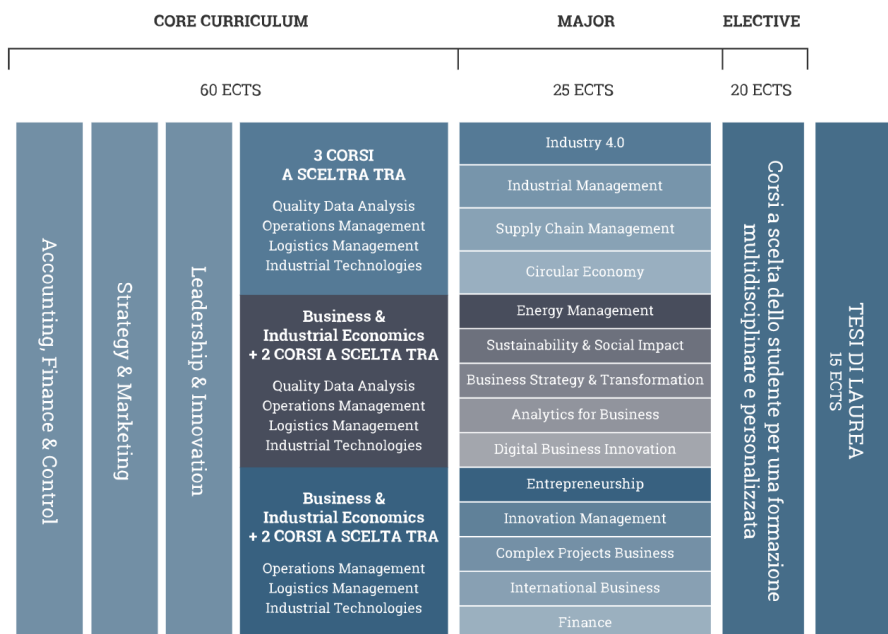 CORE CURRICULUM
MAJOR
ELECTIVE
60 ECTS
25 ECTS
20 ECTS
Accounting, Finance & Control
Strategy & Marketing
Leadership & Innovation
3 CORSI
A SCELTRA TRA
Quality Data Analysis
Operations Management
Logistics Management
Industrial Technologies
Business &
Industrial Economics
+ 2 CORSI A SCELTA TRA
Quality Data Analysis
Operations Management
Logistics Management
Industrial Technologies
Business &
Industrial Economics
+ 2 CORSI A SCELTA TRA
Operations Management
Logistics Management
Industrial Technologies
Industry 4.0
Industrial Management
Supply Chain Management
Circular Economy
Energy Management
Sustainability & Social Impact
Business Strategy & Transformation
Analytics for Business
Digital Business Innovation
Entrepreneurship
Innovation Management
Complex Projects Business
International Business
Finance
Corsi a scelta dello studente per una formazione
multidisciplinare e personalizzata
TESI DI LAUREA
15 ECTS